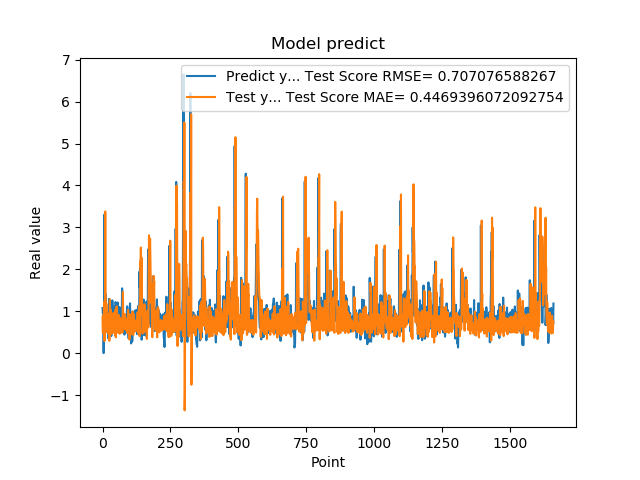 Model predict
Predict y... Test Score RMSE= 0.707076588267
Test y... Test Score MAE= 0.4469396072092754
7
6
5
4
3
2
1
0
−1
Real value
0 250 500 750 1000 1250 1500
Point